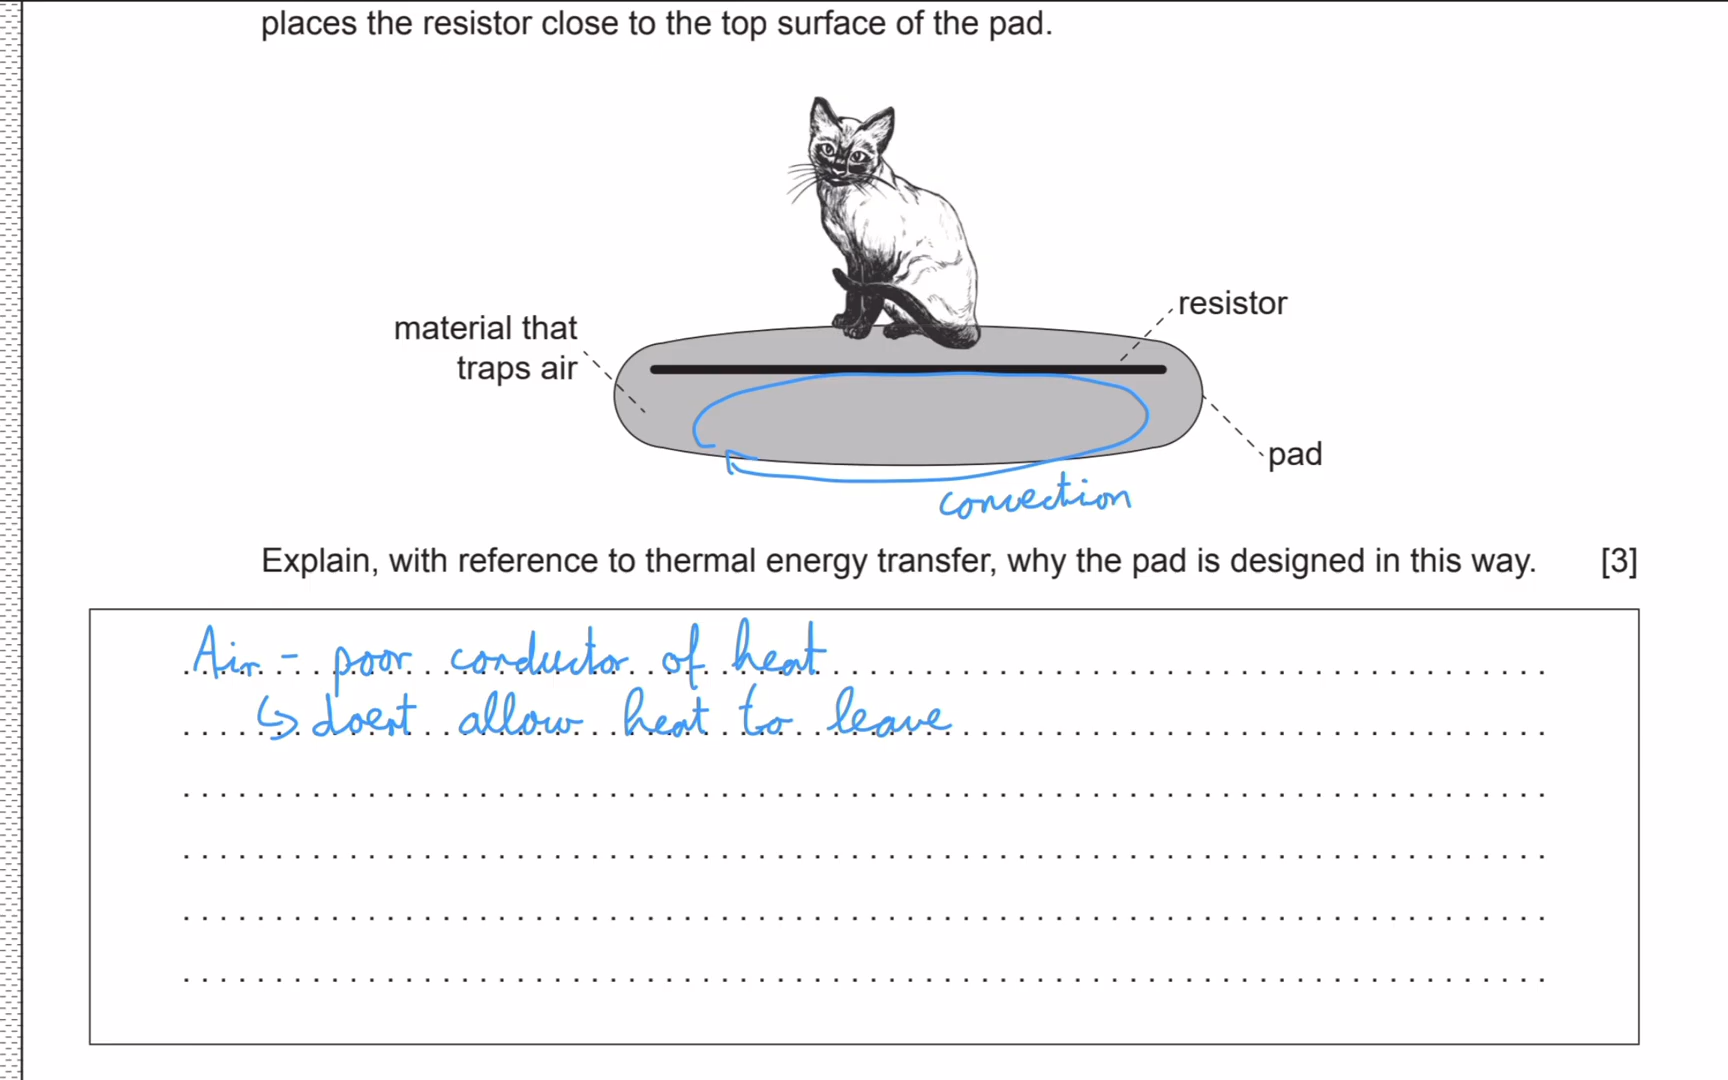 places the resistor close to the top surface of the pad.
resistor
material that
traps air
pad
convection
Explain, with reference to thermal energy transfer, why the pad is designed in this way. [3]
Air - poor conductor of heat
↳ doesnt allow heat to leave